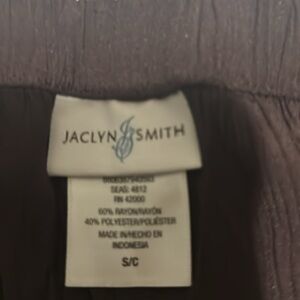 JACLYN SMITH
SEAS: 4812
RN 42000
60% RAYON/RAYÓN
40% POLYESTER/POLIÉSTER
MADE IN/HECHO EN
INDONESIA
S/C